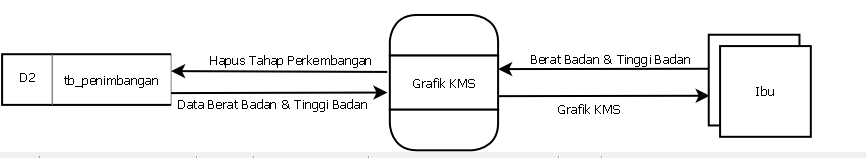 D2
tb_penimbangan
Hapus Tahap Perkembangan
Data Berat Badan & Tinggi Badan
Grafik KMS
Berat Badan & Tinggi Badan
Grafik KMS
Ibu